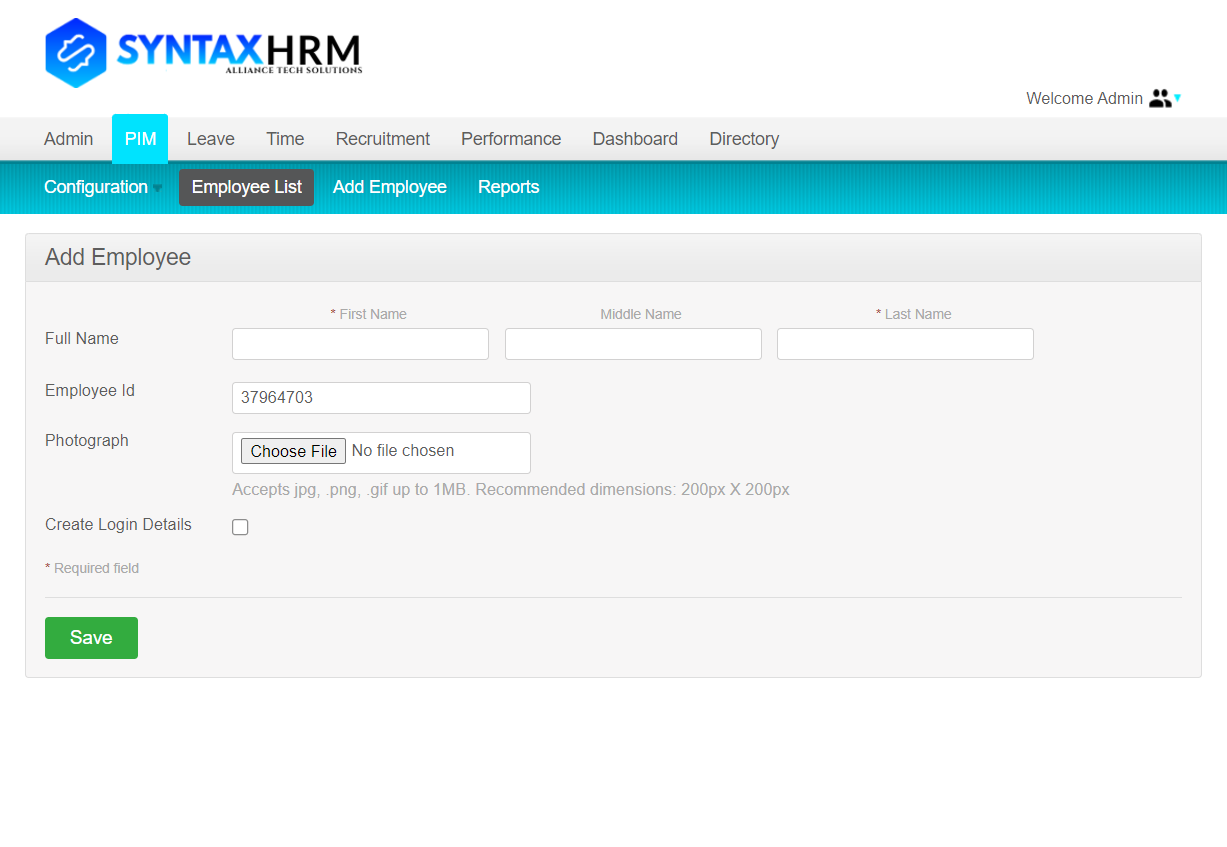 SYNTAXHRM
ALLIANCE TECH SOLUTIONS
Welcome Admin
Admin PIM Leave Time Recruitment Performance Dashboard Directory
Configuration Employee List Add Employee Reports
Add Employee
* First Name Middle Name * Last Name
Full Name
Employee Id 37964703
Photograph Choose File No file chosen
Accepts jpg, .png, .gif up to 1MB. Recommended dimensions: 200px X 200px
Create Login Details
* Required field
Save